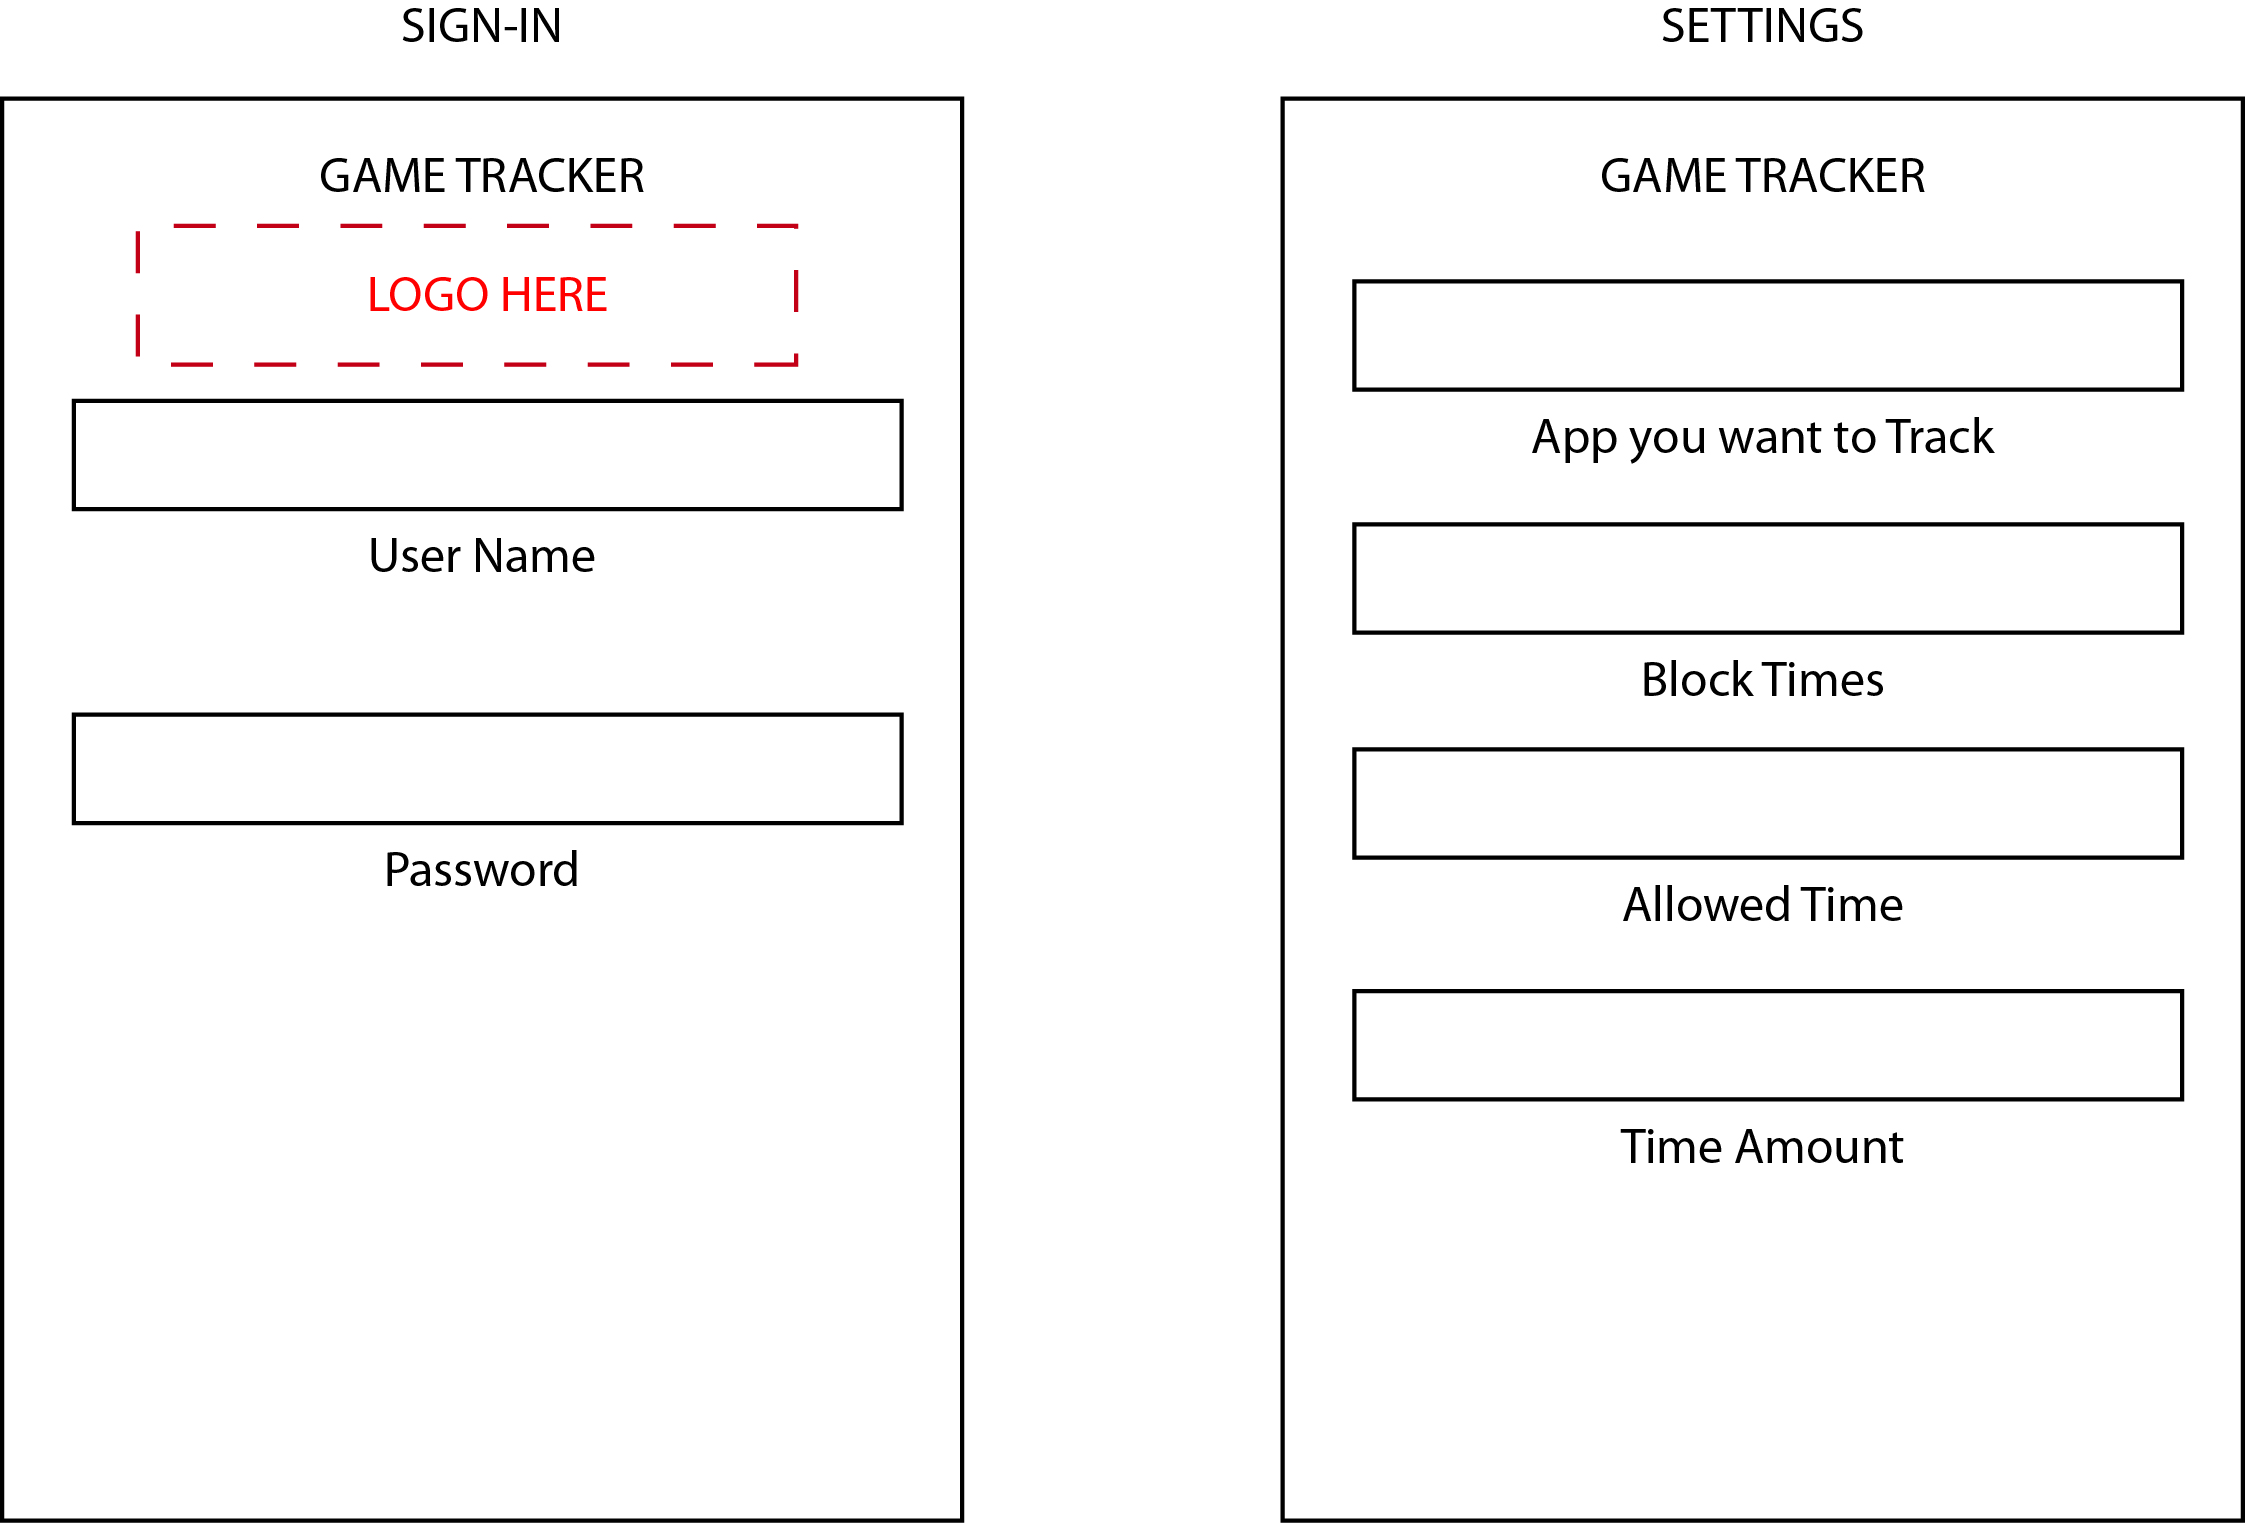 SIGN-IN
GAME TRACKER
LOGO HERE
User Name
Password
SETTINGS
GAME TRACKER
App you want to Track
Block Times
Allowed Time
Time Amount